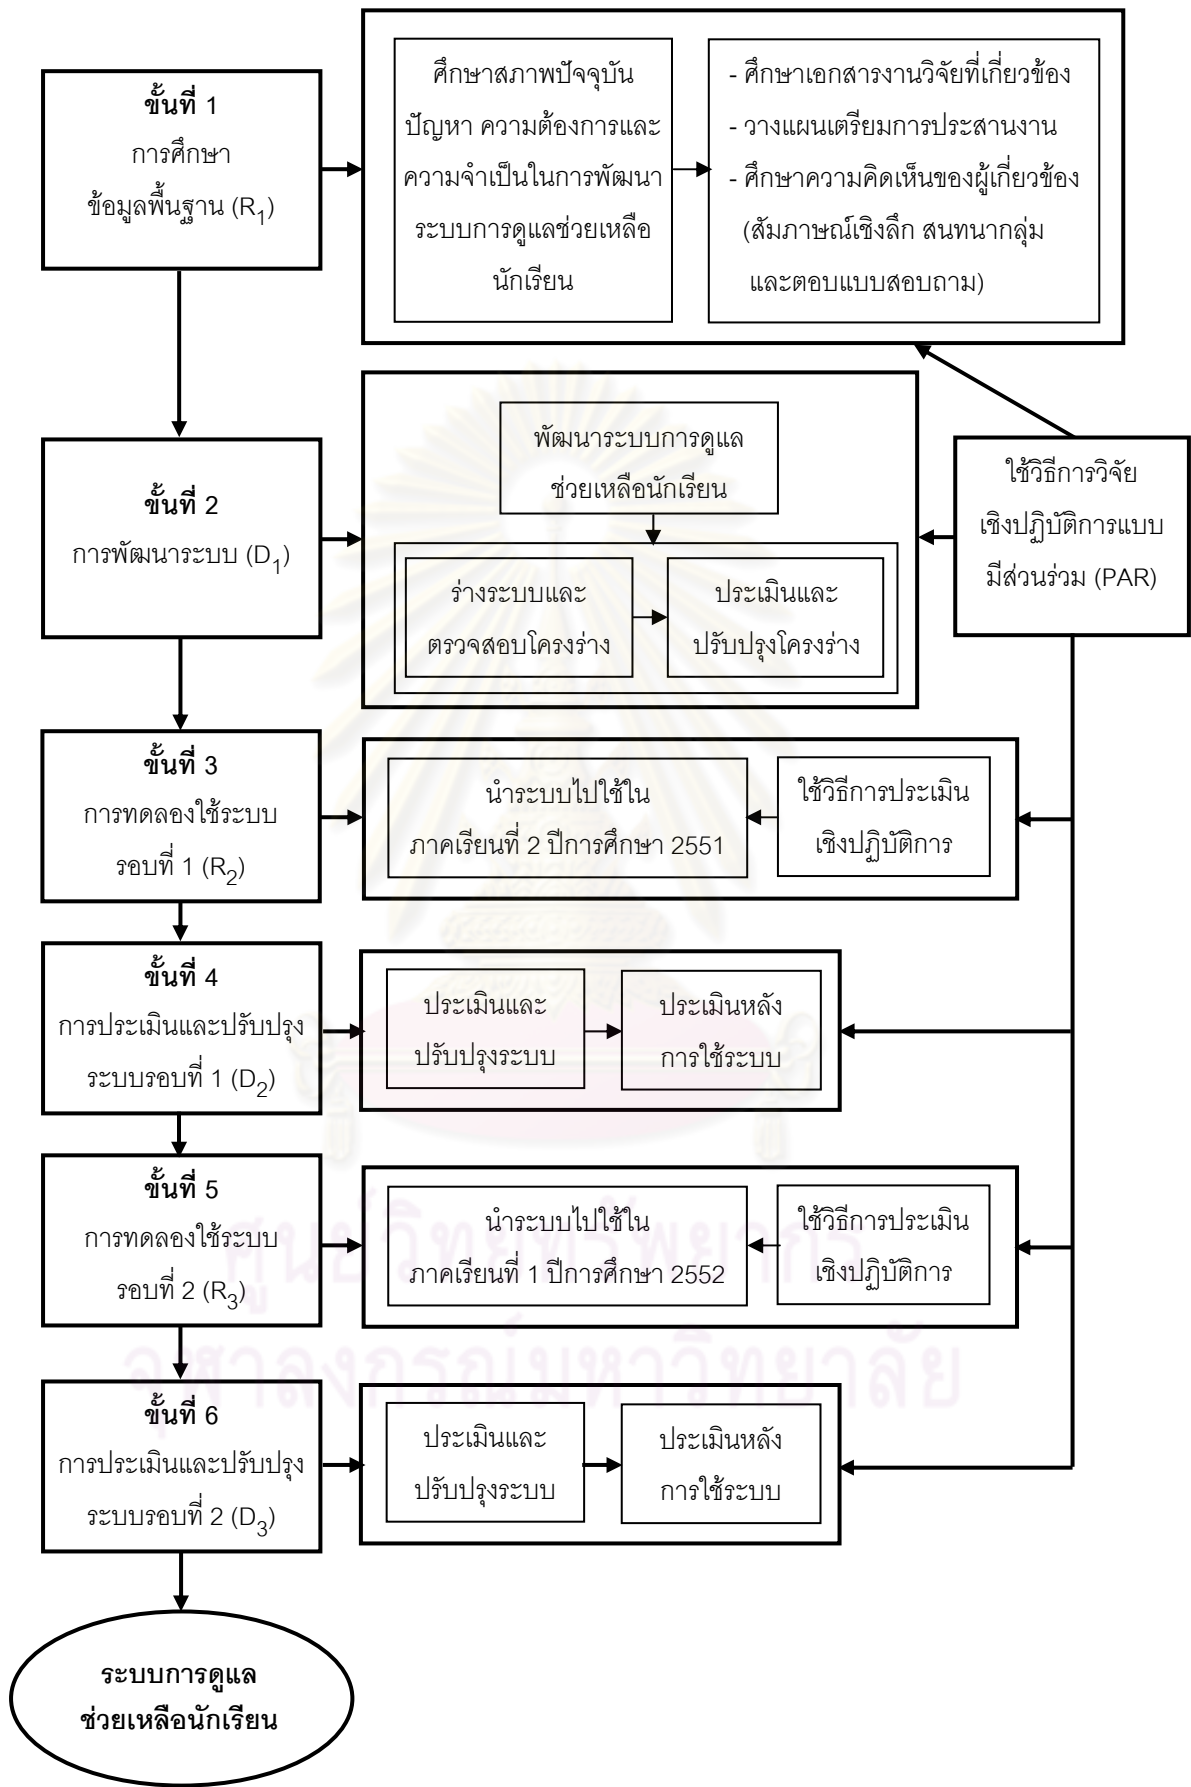 ขั้นที่ 1
การศึกษา
ข้อมูลพื้นฐาน (R1)
ศึกษาสภาพปัจจุบัน
ปัญหา ความต้องการและ
ความจำเป็นในการพัฒนา
ระบบการดูแลช่วยเหลือ
นักเรียน
- ศึกษาเอกสารงานวิจัยที่เกี่ยวข้อง
- วางแผนเตรียมการประสานงาน
- ศึกษาความคิดเห็นของผู้เกี่ยวข้อง
(สัมภาษณ์เชิงลึก สนทนากลุ่ม
และตอบแบบสอบถาม)
ขั้นที่ 2
การพัฒนาระบบ (D1)
พัฒนาระบบการดูแล
ช่วยเหลือนักเรียน
ร่างระบบและ
ตรวจสอบโครงร่าง
ประเมินและ
ปรับปรุงโครงร่าง
ใช้วิธีการวิจัย
เชิงปฏิบัติการแบบ
มีส่วนร่วม (PAR)
ขั้นที่ 3
การทดลองใช้ระบบ
รอบที่ 1 (R2)
นำระบบไปใช้ใน
ภาคเรียนที่ 2 ปีการศึกษา 2551
ใช้วิธีการประเมิน
เชิงปฏิบัติการ
ขั้นที่ 4
การประเมินและปรับปรุง
ระบบรอบที่ 1 (D2)
ประเมินและ
ปรับปรุงระบบ
ประเมินหลัง
การใช้ระบบ
ขั้นที่ 5
การทดลองใช้ระบบ
รอบที่ 2 (R3)
นำระบบไปใช้ใน
ภาคเรียนที่ 1 ปีการศึกษา 2552
ใช้วิธีการประเมิน
เชิงปฏิบัติการ
ศูนย์วิทยทรัพยากร
จุฬาลงกรณ์มหาวิทยาลัย
ขั้นที่ 6
การประเมินและปรับปรุง
ระบบรอบที่ 2 (D3)
ประเมินและ
ปรับปรุงระบบ
ประเมินหลัง
การใช้ระบบ
ระบบการดูแล
ช่วยเหลือนักเรียน